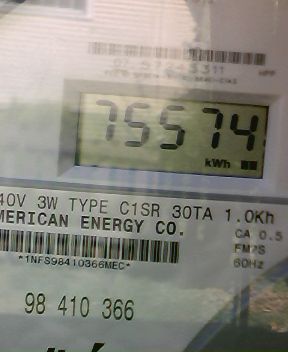 75574
kWh
40V 3W TYPE C1SR 30TA 1.0Kh
MERICAN ENERGY CO.
CA 0.5
FM2S
60Hz
*1NFS98410366MEC*
98 410 366